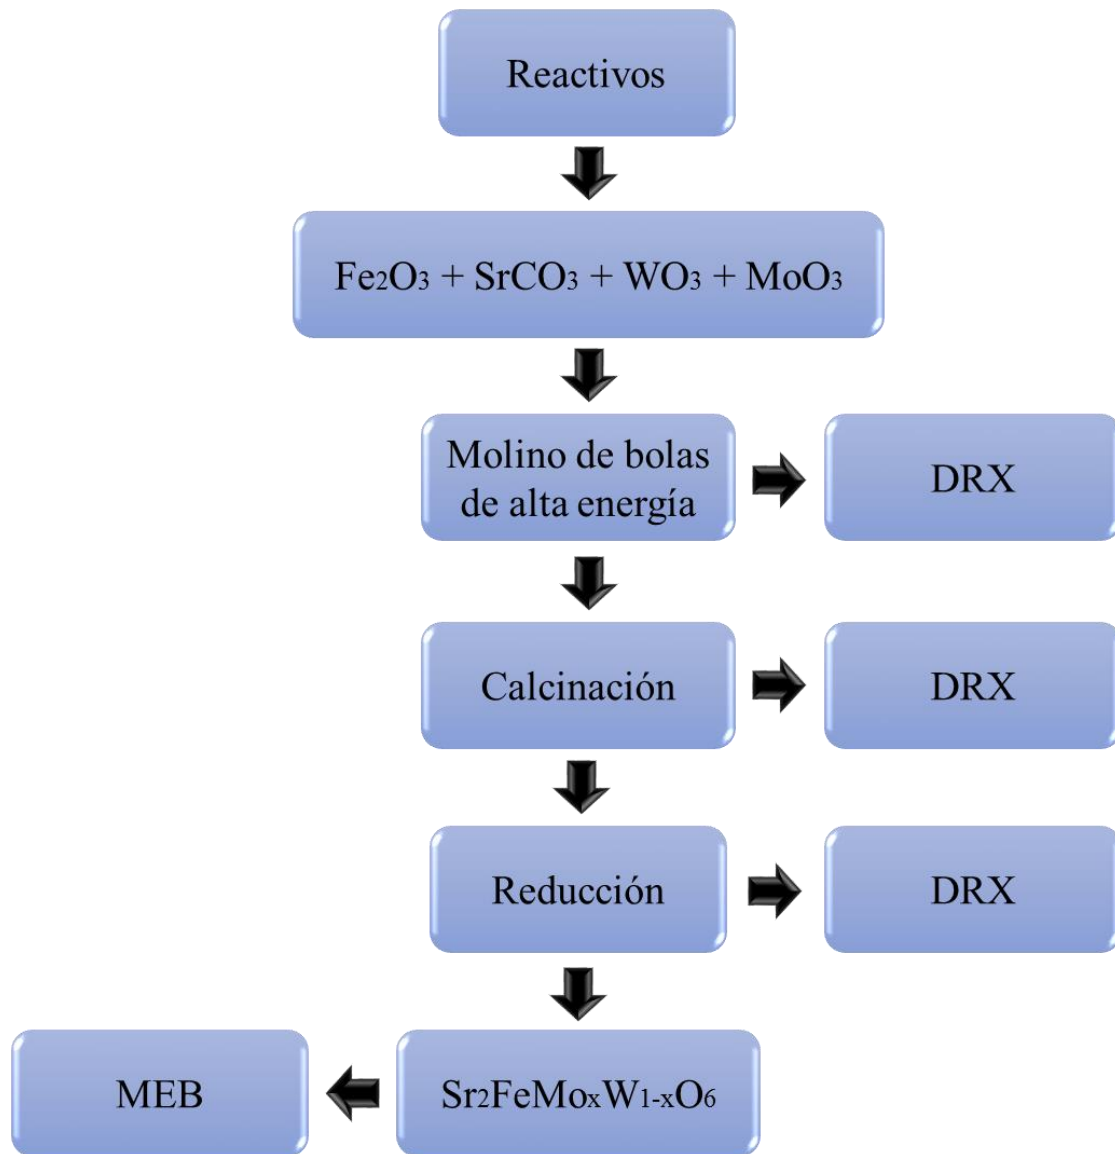 Reactivos
Fe₂O₃ + SrCO₃ + WO₃ + MoO₃
Molino de bolas
de alta energía
DRX
Calcinación
DRX
Reducción
DRX
MEB
Sr₂FeMoₓW₁₋ₓO₆